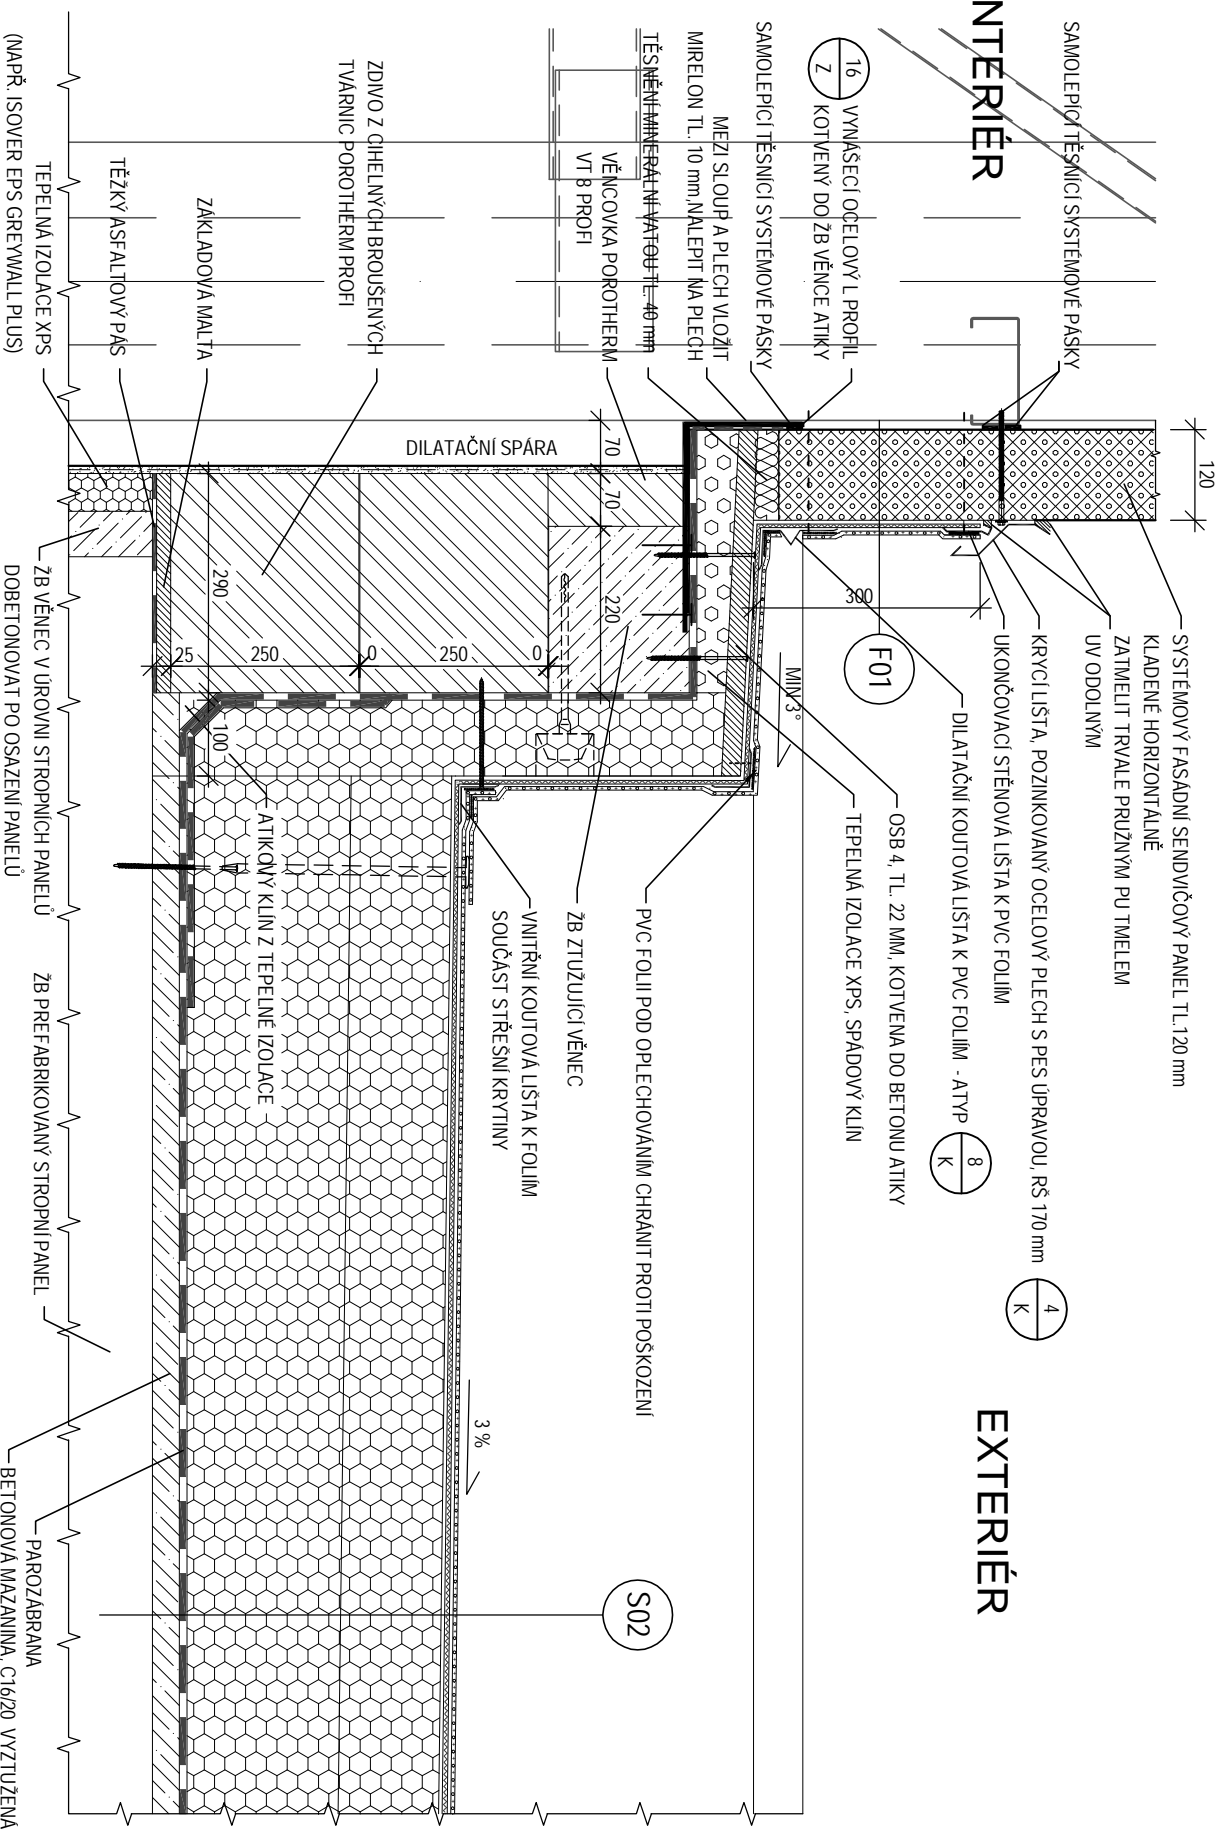 INTERIÉR
SAMOLEPÍCÍ TĚSNÍCÍ SYSTÉMOVÉ PÁSKY
16
Z
VYNÁŠECÍ OCELOVÝ L PROFIL
KOTVENÝ DO ŽB VĚNCE ATIKY
SAMOLEPÍCÍ TĚSNÍCÍ SYSTÉMOVÉ PÁSKY
MEZI SLOUP A PLECH VLOŽIT
MIRELON TL. 10 mm,NALEPIT NA PLECH
TĚSNĚNÍ MINERÁLNÍ VATOU TL. 40 mm
VĚNCOVKA POROTHERM
VT 8 PROFI
ZDIVO Z CIHELNÝCH BROUŠENÝCH
TVÁRNIC POROTHERM PROFI
ZÁKLADOVÁ MALTA
TĚŽKÝ ASFALTOVÝ PÁS
TEPELNÁ IZOLACE XPS
(NAPŘ. ISOVER EPS GREYWALL PLUS)
120
SYSTÉMOVÝ FASÁDNÍ SENDVIČOVÝ PANEL TL.120 mm
KLADENÉ HORIZONTÁLNĚ
ZATMELIT TRVALE PRUŽNÝM PU TMELEM
UV ODOLNÝM
KRYCÍ LIŠTA, POZINKOVANÝ OCELOVÝ PLECH S PES ÚPRAVOU, RŠ 170 mm
4
K
UKONČOVACÍ STĚNOVÁ LIŠTA K PVC FOLIÍM
DILATAČNÍ KOUTOVÁ LIŠTA K PVC FOLIÍM - ATYP
8
K
300
F01
OSB 4, TL. 22 MM, KOTVENA DO BETONU ATIKY
TEPELNÁ IZOLACE XPS, SPÁDOVÝ KLÍN
MIN 3°
PVC FOLII POD OPLECHOVÁNÍM CHRÁNIT PROTI POŠKOZENÍ
ŽB ZTUŽUJÍCÍ VĚNEC
VNITŘNÍ KOUTOVÁ LIŠTA K FOLIÍM
SOUČÁST STŘEŠNÍ KRYTINY
DILATAČNÍ SPÁRA
70
70
220
290
100
25
250
0
250
0
ATIKOVÝ KLÍN Z TEPELNÉ IZOLACE
3 %
S02
EXTERIÉR
ŽB VĚNEC V ÚROVNI STROPNÍCH PANELŮ
DOBETONOVAT PO OSAZENÍ PANELŮ
ŽB PREFABRIKOVANÝ STROPNÍ PANEL
PAROZÁBRANA
BETONOVÁ MAZANINA, C16/20 VYZTUŽENÁ